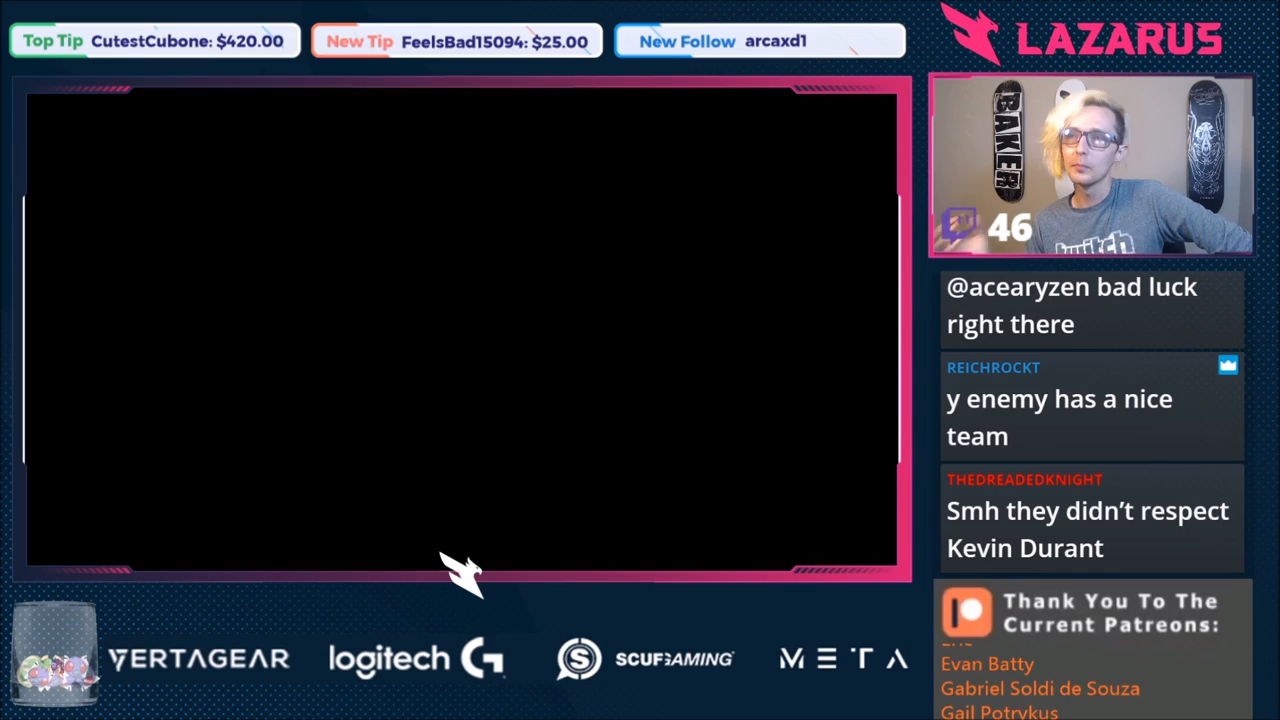 Top Tip CutestCubone: $420.00
New Tip FeelsBad15094: $25.00
New Follow arcaxd1
LAZARUS
BAKER
46
twitch
@acearyzen bad luck
right there
REICHROCKT
y enemy has a nice
team
THEDREADEDKNIGHT
Smh they didn't respect
Kevin Durant
Thank You To The
Current Patreons:
Evan Batty
Gabriel Soldi de Souza
Gail Potrykus
VERTAGEAR
logitech G
S SCUFGAMING
META